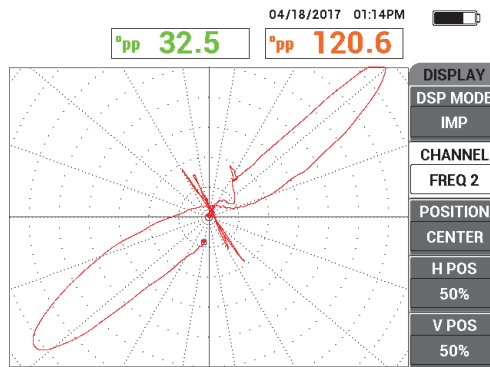 04/18/2017 01:14PM
°pp 32.5 °pp 120.6
DISPLAY
DSP MODE
IMP
CHANNEL
FREQ 2
POSITION
CENTER
H POS
50%
V POS
50%